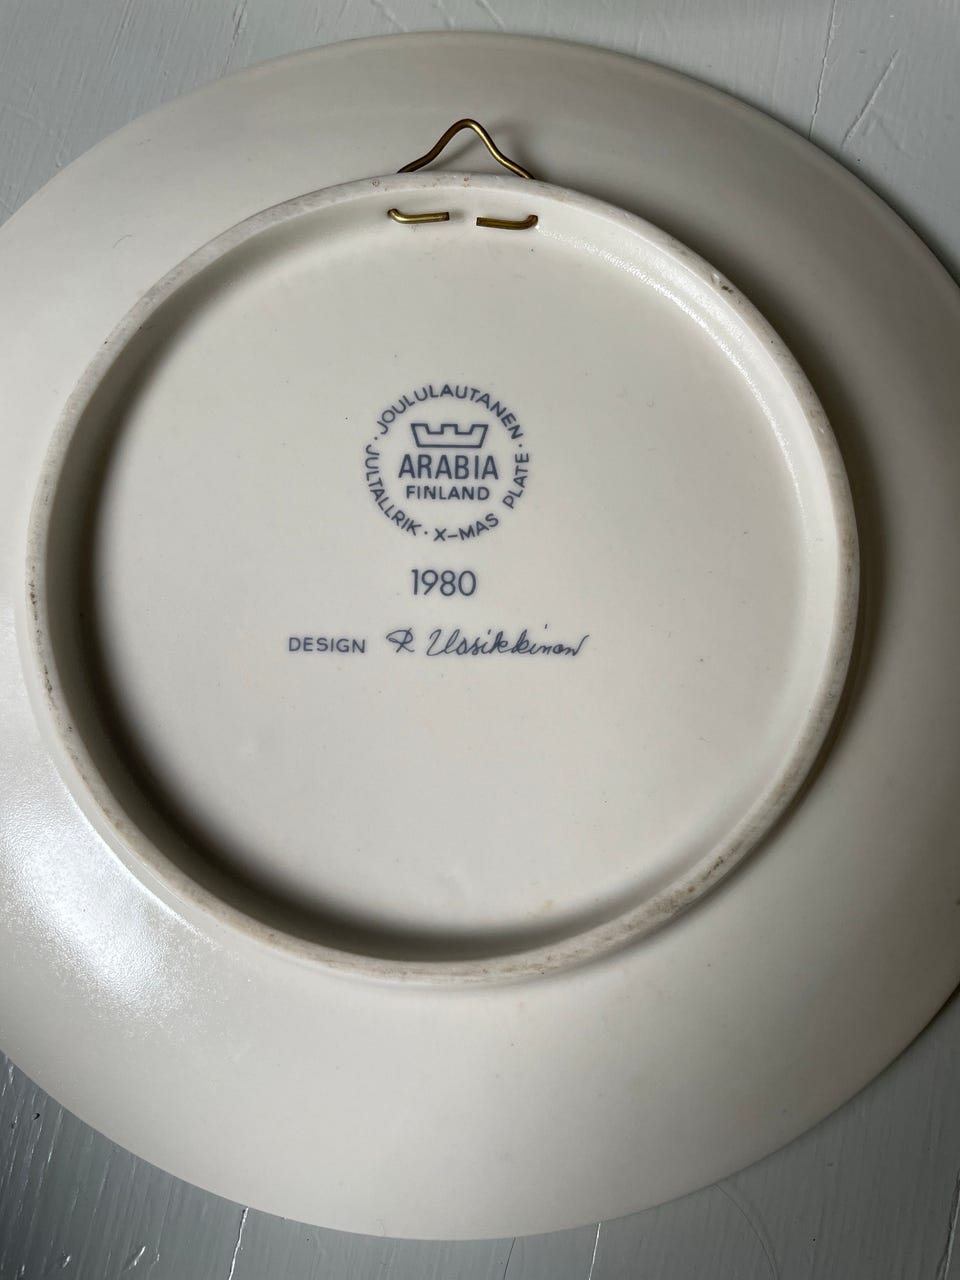 · JOULULAUTANEN · JULTALLRIK · X-MAS PLATE ·
ARABIA
FINLAND
1980
DESIGN R Uosikkinen